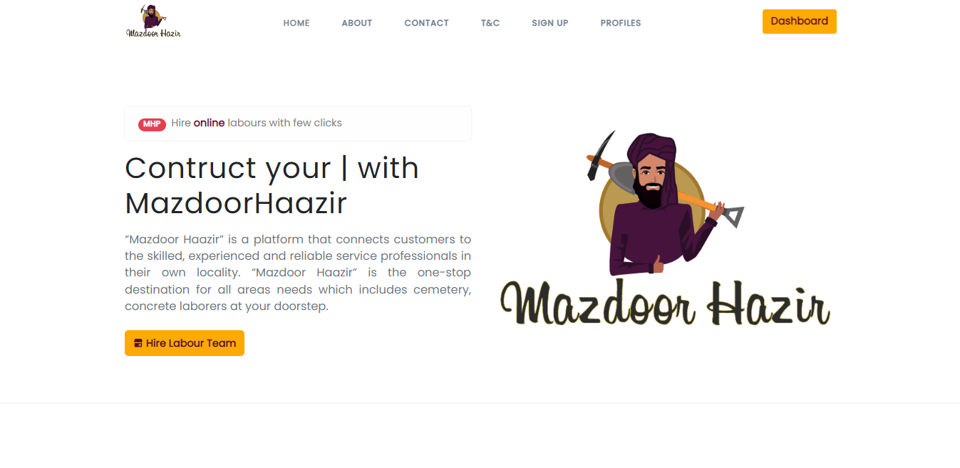 Mazdoor Hazir
HOME ABOUT CONTACT T&C SIGN UP PROFILES
Dashboard
MHP Hire online labours with few clicks
Contruct your | with
MazdoorHaazir
“Mazdoor Haazir” is a platform that connects customers to
the skilled, experienced and reliable service professionals in
their own locality. “Mazdoor Haazir” is the one-stop
destination for all areas needs which includes cemetery,
concrete laborers at your doorstep.
Hire Labour Team
Mazdoor Hazir